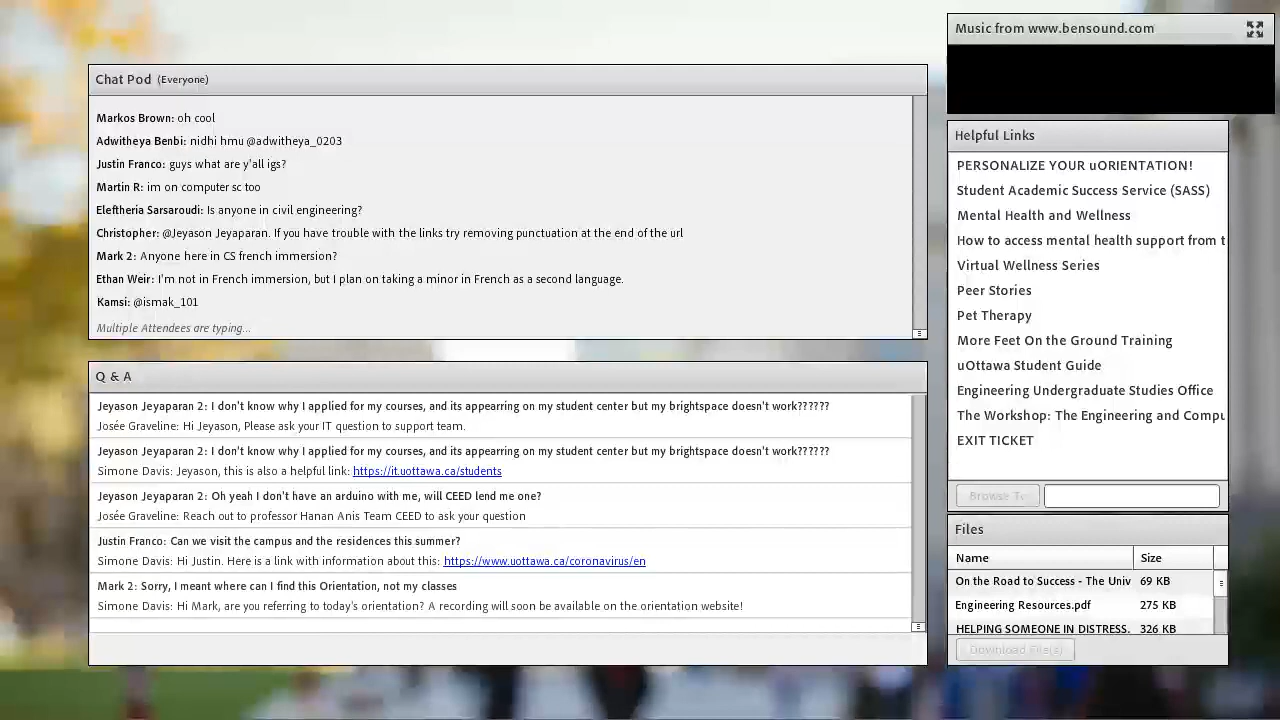 Music from www.bensound.com
Chat Pod (Everyone)
Markos Brown: oh cool
Adwitheya Benbi: nidhi hmu @adwitheya_0203
Justin Franco: guys what are y'all igs?
Martin R: im on computer sc too
Eleftheria Sarsaroudi: Is anyone in civil engineering?
Christopher: @Jeyason Jeyaparan. If you have trouble with the links try removing punctuation at the end of the url
Mark 2: Anyone here in CS french immersion?
Ethan Weir: I'm not in French immersion, but I plan on taking a minor in French as a second language.
Kamsi: @ismak_101
Multiple Attendees are typing...
Q & A
Jeyason Jeyaparan 2: I don't know why I applied for my courses, and its appearring on my student center but my brightspace doesn't work??????
Josée Graveline: Hi Jeyson, Please ask your IT question to support team.
Jeyason Jeyaparan 2: I don't know why I applied for my courses, and its appearring on my student center but my brightspace doesn't work??????
Simone Davis: Jeyason, this is also a helpful link: https://it.uottawa.ca/students
Jeyason Jeyaparan 2: Oh yeah I don't have an arduino with me, will CEED lend me one?
Josée Graveline: Reach out to professor Hanan Anis Team CEED to ask your question
Justin Franco: Can we visit the campus and the residences this summer?
Simone Davis: Hi Justin. Here is a link with information about this: https://www.uottawa.ca/coronavirus/en
Mark 2: Sorry, I meant where can I find this Orientation, not my classes
Simone Davis: Hi Mark, are you referring to today's orientation? A recording will soon be available on the orientation website!
Helpful Links
PERSONALIZE YOUR uORIENTATION!
Student Academic Success Service (SASS)
Mental Health and Wellness
How to access mental health support from t
Virtual Wellness Series
Peer Stories
Pet Therapy
More Feet On the Ground Training
uOttawa Student Guide
Engineering Undergraduate Studies Office
The Workshop: The Engineering and Compu
EXIT TICKET
Browse To
Files
Name Size
On the Road to Success - The Univ 69 KB
Engineering Resources.pdf 275 KB
HELPING SOMEONE IN DISTRESS. 326 KB
Download File(s)